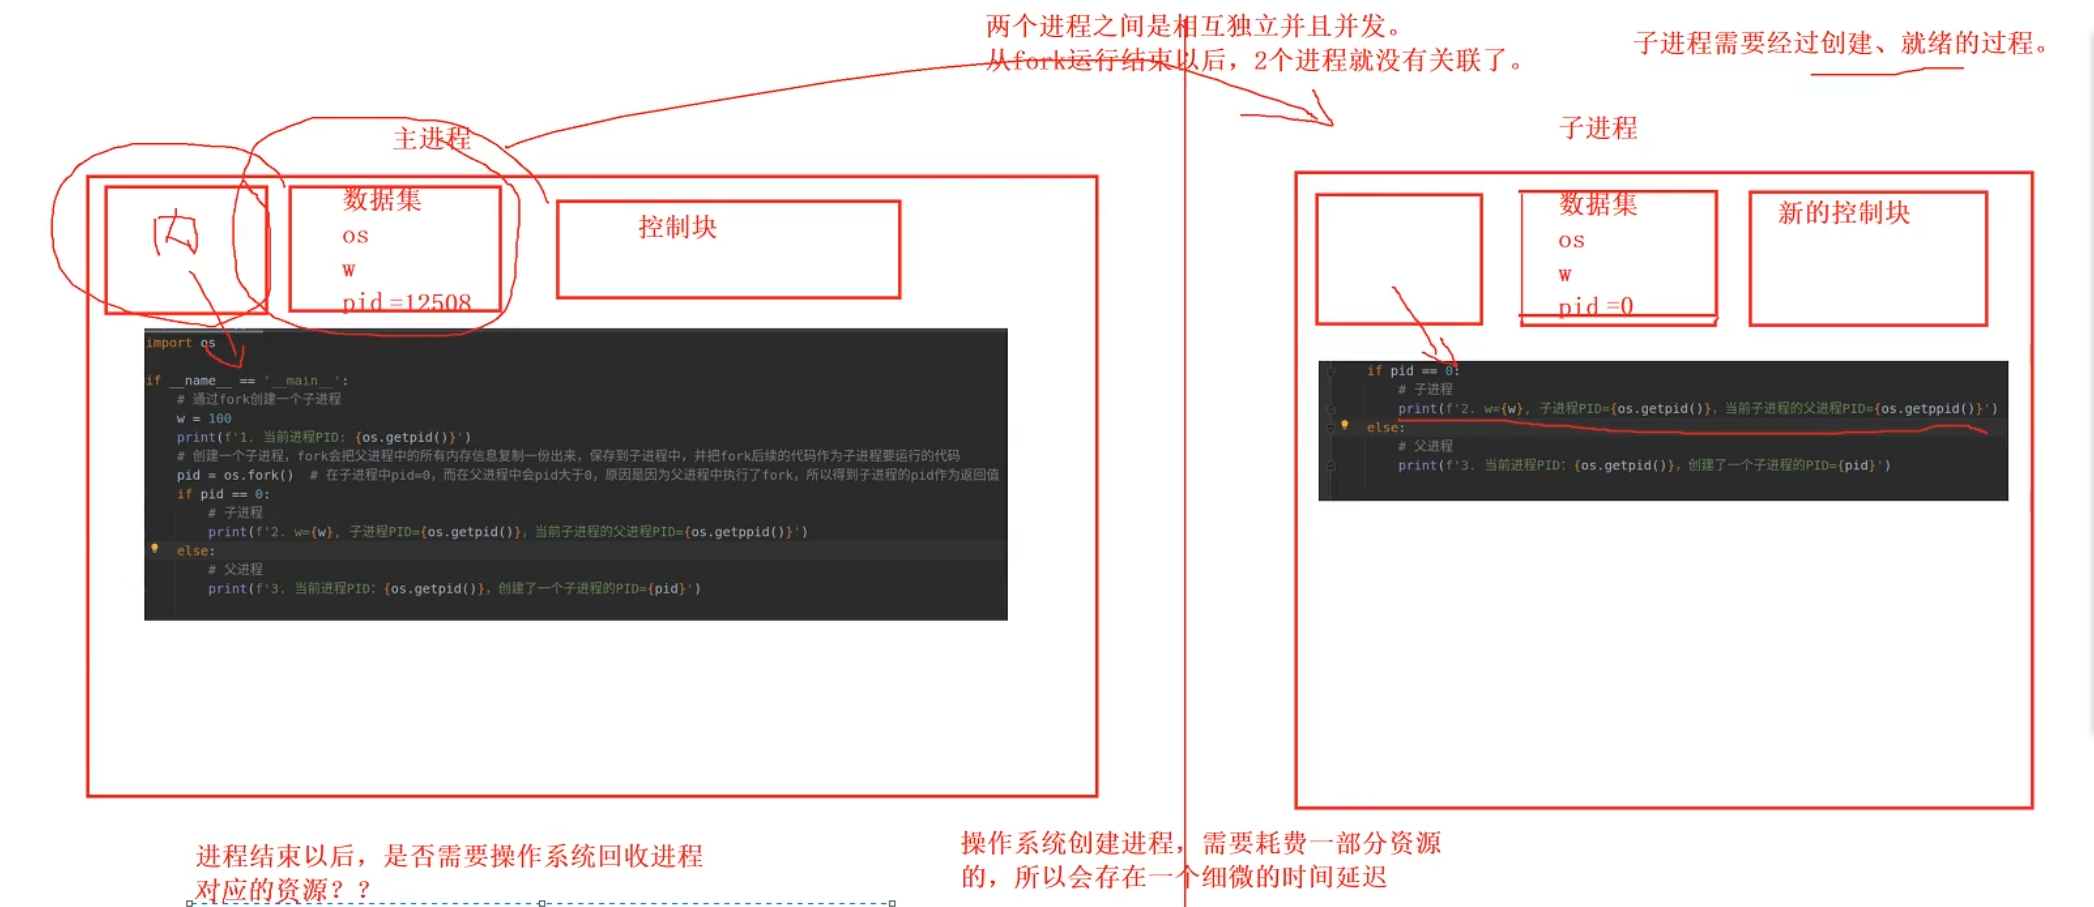 两个进程之间是相互独立并且并发。
从fork运行结束以后，2个进程就没有关联了。
子进程需要经过创建、就绪的过程。
主进程
内
数据集
os
w
pid =12508
控制块
import os
if __name__ == '__main__':
# 通过fork创建一个子进程
w = 100
print(f'1. 当前进程PID: {os.getpid()}')
# 创建一个子进程，fork会把父进程中的所有内存信息复制一份出来，保存到子进程中，并把fork后续的代码作为子进程要运行的代码
pid = os.fork()  # 在子进程中pid=0，而在父进程中会pid大于0，原因是因为父进程中执行了fork，所以得到子进程的pid作为返回值
if pid == 0:
# 子进程
print(f'2. w={w}, 子进程PID={os.getpid()}，当前子进程的父进程PID={os.getppid()}')
else:
# 父进程
print(f'3. 当前进程PID: {os.getpid()}，创建了一个子进程的PID={pid}')
子进程
数据集
os
w
pid =0
新的控制块
if pid == 0:
# 子进程
print(f'2. w={w}, 子进程PID={os.getpid()}，当前子进程的父进程PID={os.getppid()}')
else:
# 父进程
print(f'3. 当前进程PID: {os.getpid()}，创建了一个子进程的PID={pid}')
进程结束以后，是否需要操作系统回收进程
对应的资源？？
操作系统创建进程，需要耗费一部分资源
的，所以会存在一个细微的时间延迟